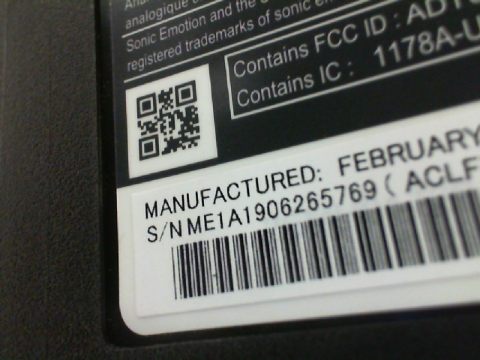 analogique
Sonic Emotion and the
registered trademarks of sonic
Contains FCC ID :
Contains IC : 1178A-U
MANUFACTURED: FEBRUARY
S/N ME1A1906265769 ( ACLF